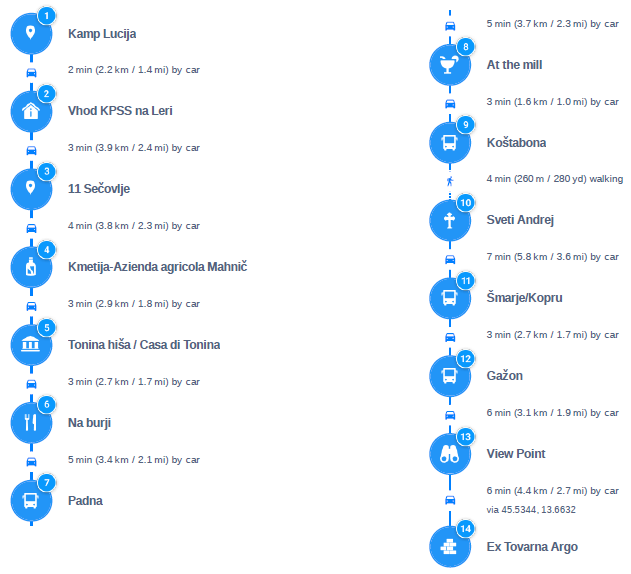 1
Kamp Lucija
2 min (2.2 km / 1.4 mi) by car
2
Vhod KPSS na Leri
3 min (3.9 km / 2.4 mi) by car
3
11 Sečovlje
4 min (3.8 km / 2.3 mi) by car
4
Kmetija-Azienda agricola Mahnič
3 min (2.9 km / 1.8 mi) by car
5
Tonina hiša / Casa di Tonina
3 min (2.7 km / 1.7 mi) by car
6
Na burji
5 min (3.4 km / 2.1 mi) by car
7
Padna
5 min (3.7 km / 2.3 mi) by car
8
At the mill
3 min (1.6 km / 1.0 mi) by car
9
Koštabona
4 min (260 m / 280 yd) walking
10
Sveti Andrej
7 min (5.8 km / 3.6 mi) by car
11
Šmarje/Kopru
3 min (2.7 km / 1.7 mi) by car
12
Gažon
6 min (3.1 km / 1.9 mi) by car
13
View Point
6 min (4.4 km / 2.7 mi) by car
via 45.5344, 13.6632
14
Ex Tovarna Argo